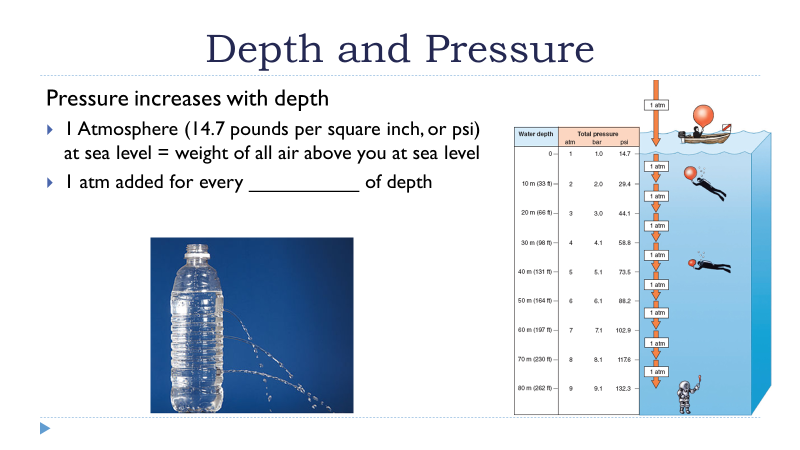 Depth and Pressure
Pressure increases with depth
1 Atmosphere (14.7 pounds per square inch, or psi)
at sea level = weight of all air above you at sea level
1 atm added for every ___________ of depth
1 atm
Water depth Total pressure
atm bar psi
0 1 1.0 14.7
1 atm
10 m (33 ft) 2 2.0 29.4
1 atm
20 m (66 ft) 3 3.0 44.1
1 atm
30 m (98 ft) 4 4.1 58.8
1 atm
40 m (131 ft) 5 5.1 73.5
1 atm
50 m (164 ft) 6 6.1 88.2
1 atm
60 m (197 ft) 7 7.1 102.9
1 atm
70 m (230 ft) 8 8.1 117.6
1 atm
80 m (262 ft) 9 9.1 132.3